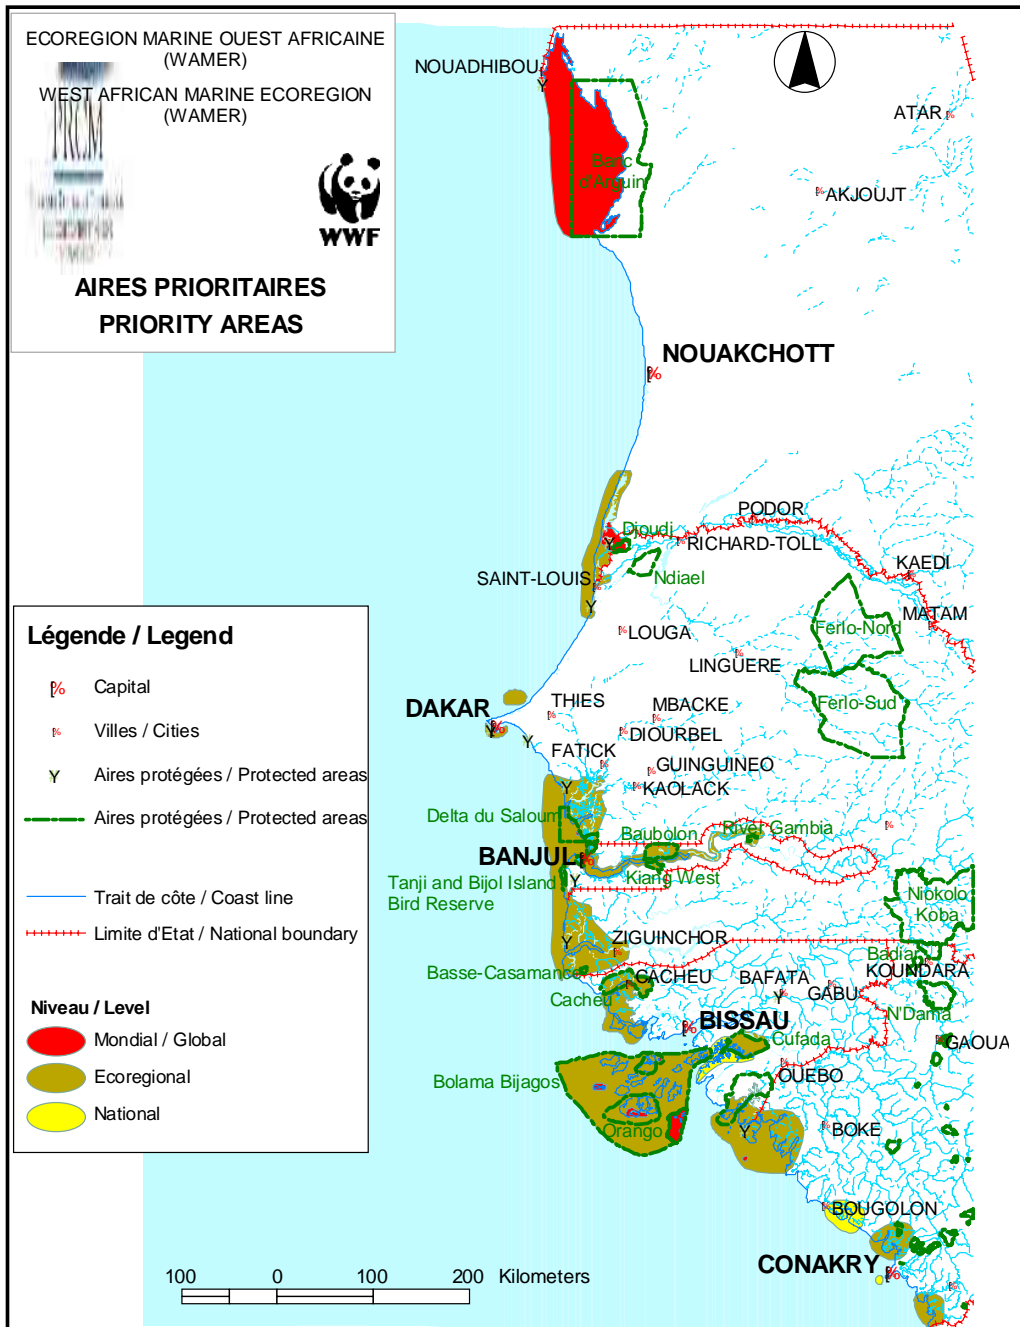 ECOREGION MARINE OUEST AFRICAINE
(WAMER)
WEST AFRICAN MARINE ECOREGION
(WAMER)
PRCM
WWF
AIRES PRIORITAIRES
PRIORITY AREAS
NOUADHIBOU
ATAR
Banc
d'Arguin
AKJOUJT
NOUAKCHOTT
PODOR
Djoudj
RICHARD-TOLL
KAEDI
SAINT-LOUIS
Ndiael
MATAM
Ferlo-Nord
LOUGA
LINGUERE
Ferlo-Sud
DAKAR
THIES
MBACKE
DIOURBEL
FATICK
GUINGUINEO
KAOLACK
Delta du Saloum
Baubolon
River Gambia
BANJUL
Kiang West
Tanji and Bijol Island
Bird Reserve
Niokolo
Koba
ZIGUINCHOR
Badiar
KOUNDARA
Basse-Casamance
CACHEU
BAFATA
GABU
Cacheu
N'Dama
BISSAU
Cufada
GAOUA
Bolama Bijagos
OUEBO
Orango
BOKE
BOUGOLON
CONAKRY
Légende / Legend
Capital
Villes / Cities
Aires protégées / Protected areas
Aires protégées / Protected areas
Trait de côte / Coast line
Limite d'Etat / National boundary
Niveau / Level
Mondial / Global
Ecoregional
National
100 0 100 200 Kilometers